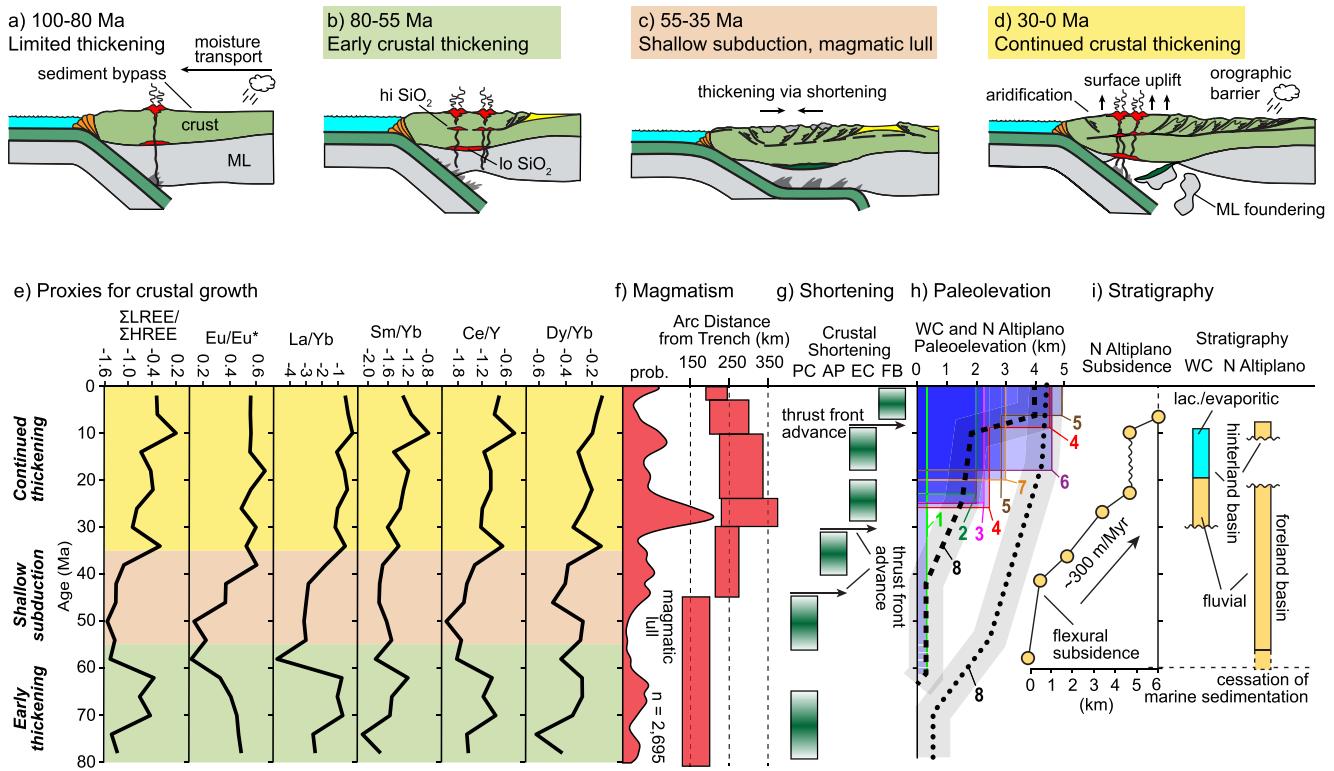 a) 100-80 Ma
Limited thickening
moisture
transport
sediment bypass
crust
ML
b) 80-55 Ma
Early crustal thickening
hi SiO2
lo SiO2
c) 55-35 Ma
Shallow subduction, magmatic lull
thickening via shortening
d) 30-0 Ma
Continued crustal thickening
surface uplift
orographic
barrier
aridification
ML foundering
e) Proxies for crustal growth
ΣLREE/
ΣHREE
Eu/Eu*
La/Yb
Sm/Yb
Ce/Y
Dy/Yb
-1.6 -1.0 -0.4 0.2
0.2 0.4 0.6
-4 -3 -2 -1
-2.0 -1.6 -1.2 -0.8
-1.8 -1.4 -1.0 -0.6
-0.6 -0.4 -0.2
0
10
20
30
40
50
60
70
80
Age (Ma)
Continued
thickening
Shallow
subduction
Early
thickening
f) Magmatism
Arc Distance
from Trench (km)
prob.
150 250 350
magmatic
lull
n = 2,695
g) Shortening
Crustal
Shortening
PC AP EC FB
thrust front
advance
thrust front
advance
h) Paleolevation
WC and N Altiplano
Paleoelevation (km)
0 1 2 3 4 5
5
4
6
7
5
4
3
2
1
8
8
i) Stratigraphy
N Altiplano
Subsidence
~300 m/Myr
flexural
subsidence
0 1 2 3 4 5 6
(km)
Stratigraphy
WC N Altiplano
lac./evaporitic
hinterland basin
foreland basin
fluvial
cessation of
marine sedimentation